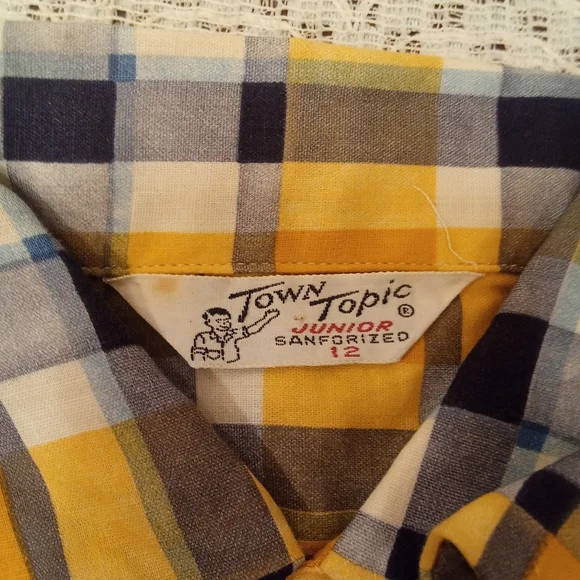 Town Topic ®
JUNIOR
SANFORIZED
12